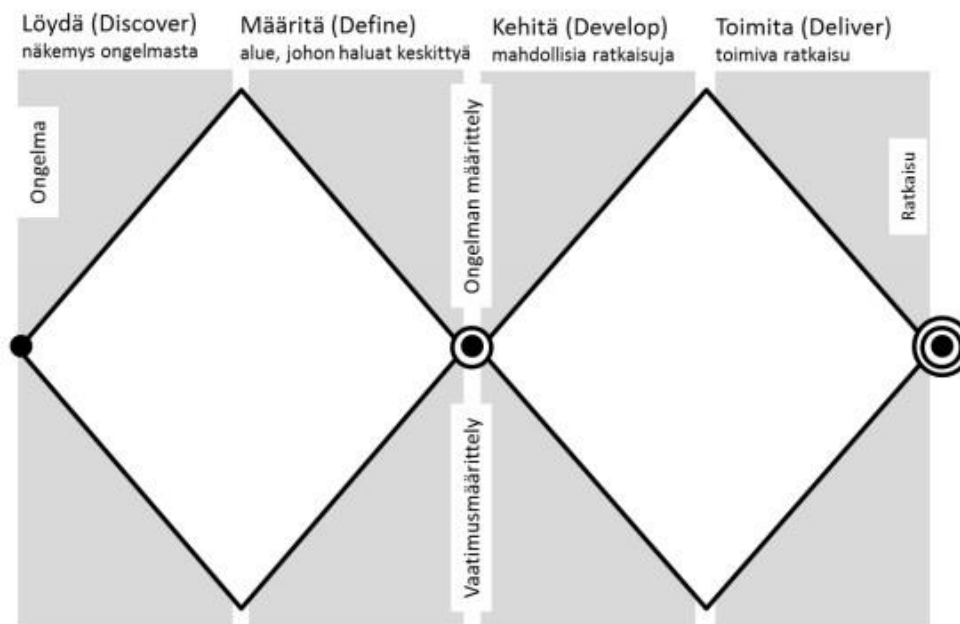 Löydä (Discover)
näkemys ongelmasta
Määritä (Define)
alue, johon haluat keskittyä
Kehitä (Develop)
mahdollisia ratkaisuja
Toimita (Deliver)
toimiva ratkaisu
Ongelma
Ongelman määrittely
Vaatimusmäärittely
Ratkaisu